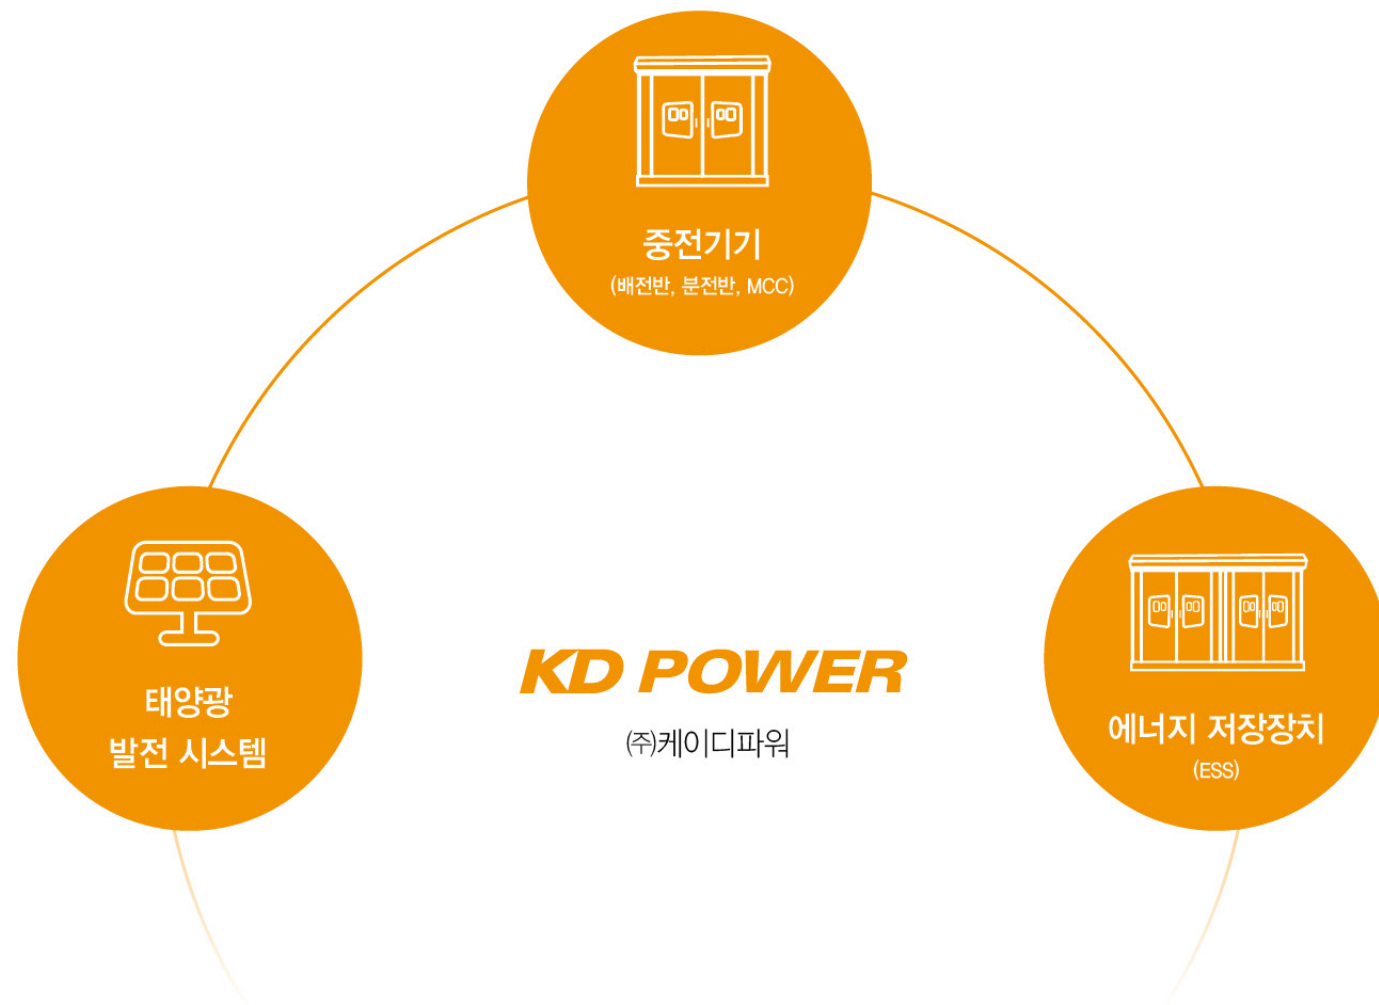 중전기기
(배전반, 분전반, MCC)
태양광
발전 시스템
KD POWER
(주)케이디파워
에너지 저장장치
(ESS)